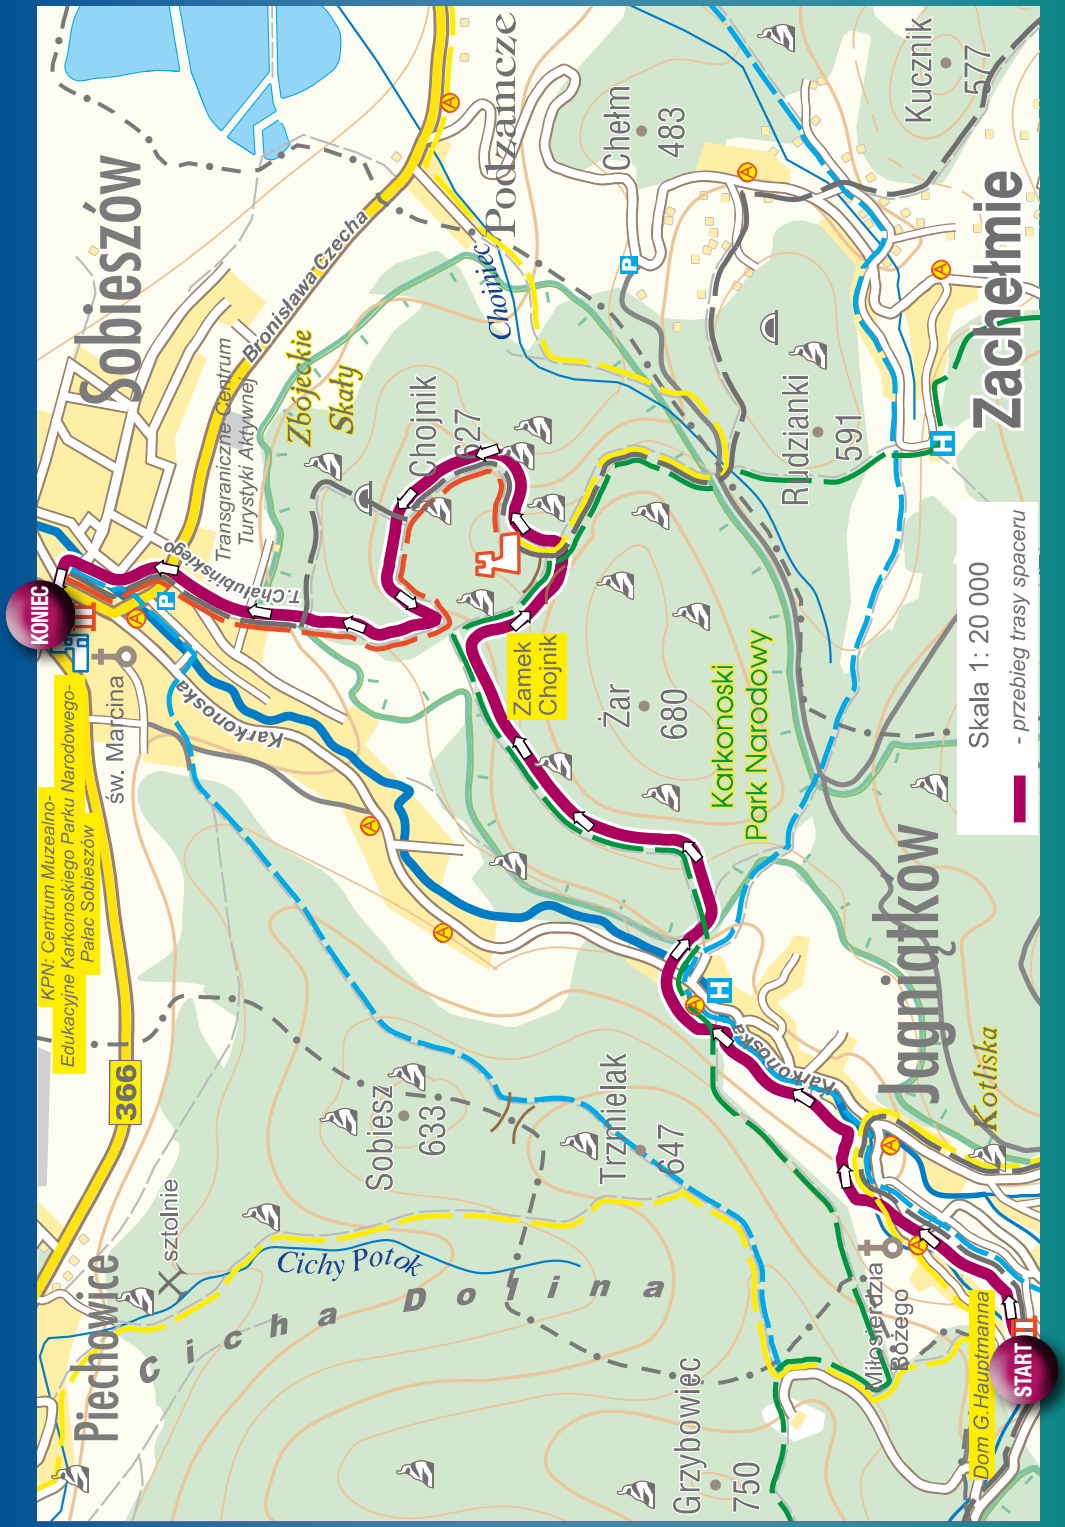 Sobieszów
Podzamcze
Chełm
483
Kucznik
577
Zachełmie
Bronisława Czecha
Transgraniczne Centrum
Turystyki Aktywnej
Zbójeckie
Skały
Choiniec
Chojnik
627
Rudzianki
591
KONIEC
T.Chałubińskiego
P
P
H
A
A
A
A
św. Marcina
KPN: Centrum Muzealno-
Edukacyjne Karkonoskiego Parku Narodowego-
Pałac Sobieszów
Karkonoska
Zamek
Chojnik
Żar
680
Karkonoski
Park Narodowy
Skala 1: 20 000
- przebieg trasy spaceru
A
A
366
Piechowice
sztolnie
Sobiesz
633
Trzmielak
647
Cichy Potok
Cicha Dolina
Grzybowiec
750
H
A
Karkonoska
Jagniątków
Kotliska
A
A
Miłosierdzia
Bożego
Dom G.Hauptmanna
START